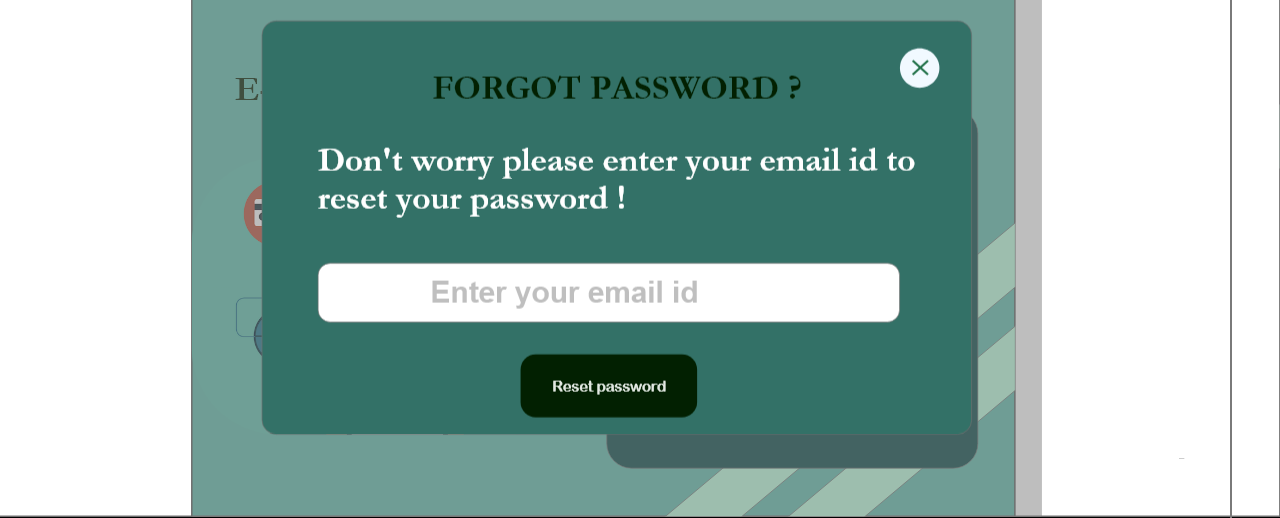 E-
FORGOT PASSWORD ?
Don't worry please enter your email id to
reset your password !
Enter your email id
Reset password